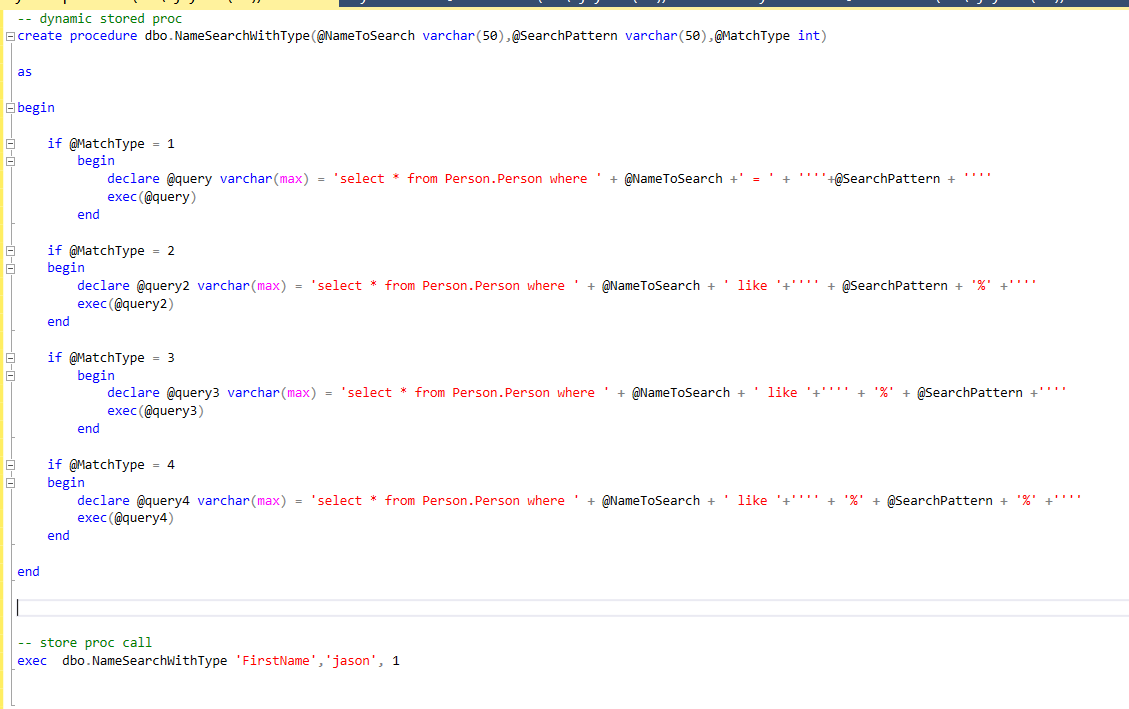 -- dynamic stored proc
create procedure dbo.NameSearchWithType(@NameToSearch varchar(50),@SearchPattern varchar(50),@MatchType int)
as
begin
if @MatchType = 1
begin
declare @query varchar(max) = 'select * from Person.Person where ' + @NameToSearch +' = ' + ''''+@SearchPattern + ''''
exec(@query)
end
if @MatchType = 2
begin
declare @query2 varchar(max) = 'select * from Person.Person where ' + @NameToSearch + ' like '+'''' + @SearchPattern + '%' +''''
exec(@query2)
end
if @MatchType = 3
begin
declare @query3 varchar(max) = 'select * from Person.Person where ' + @NameToSearch + ' like '+'''' + '%' + @SearchPattern +''''
exec(@query3)
end
if @MatchType = 4
begin
declare @query4 varchar(max) = 'select * from Person.Person where ' + @NameToSearch + ' like '+'''' + '%' + @SearchPattern + '%' +''''
exec(@query4)
end
end
-- store proc call
exec  dbo.NameSearchWithType 'FirstName','jason', 1